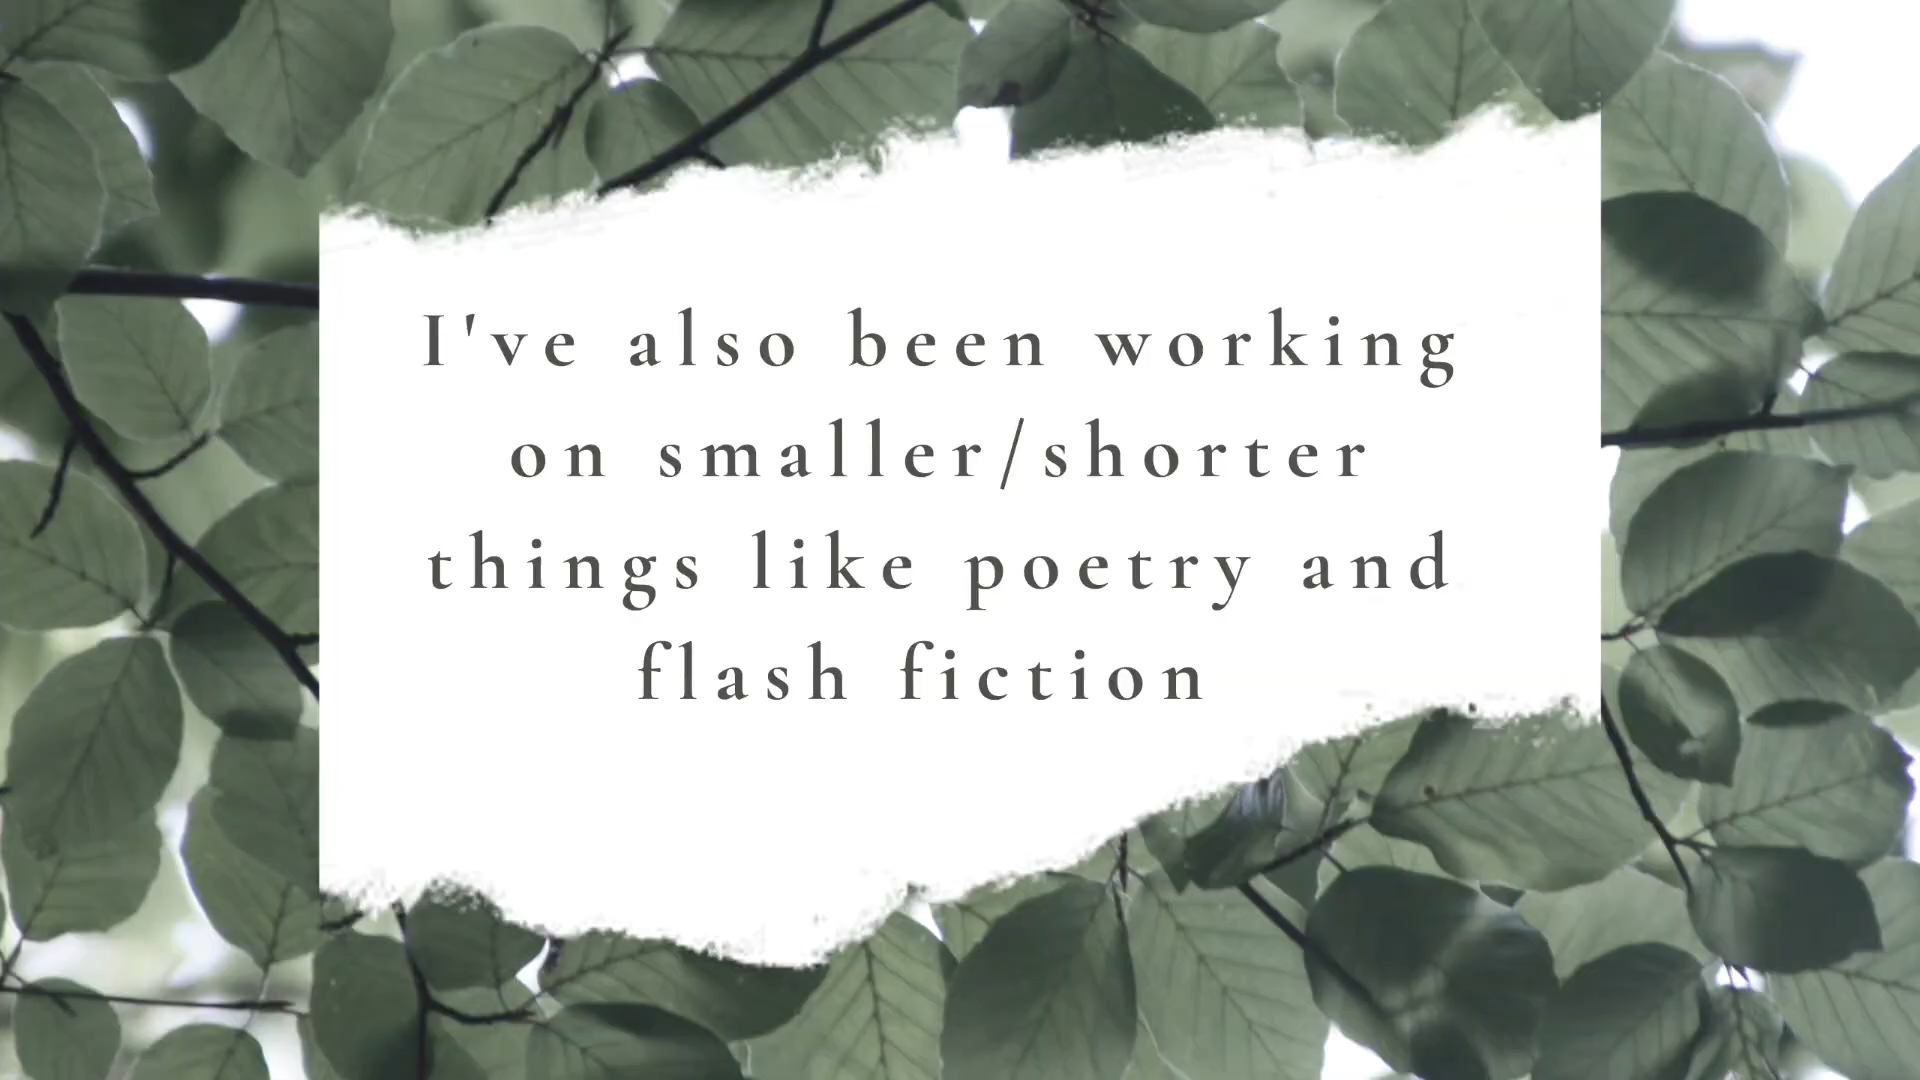 I've also been working
on smaller/shorter
things like poetry and
flash fiction